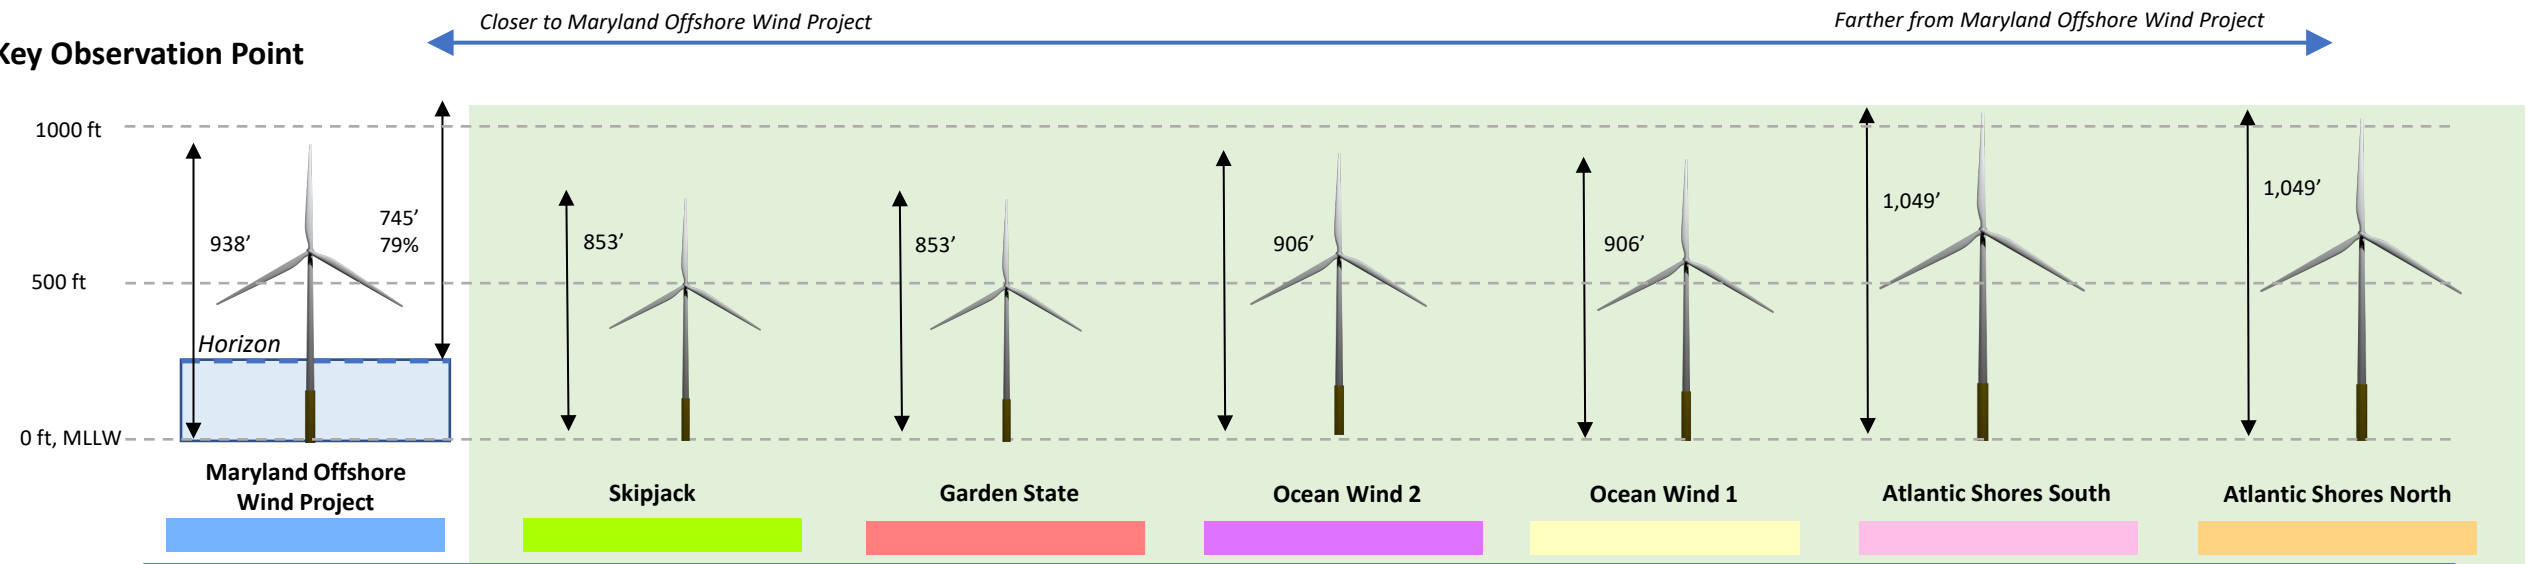 Closer to Maryland Offshore Wind Project
Farther from Maryland Offshore Wind Project
Key Observation Point
1000 ft
500 ft
0 ft, MLLW
938’
745’
79%
Horizon
853’
853’
906’
906’
1,049’
1,049’
Maryland Offshore
Wind Project
Skipjack
Garden State
Ocean Wind 2
Ocean Wind 1
Atlantic Shores South
Atlantic Shores North